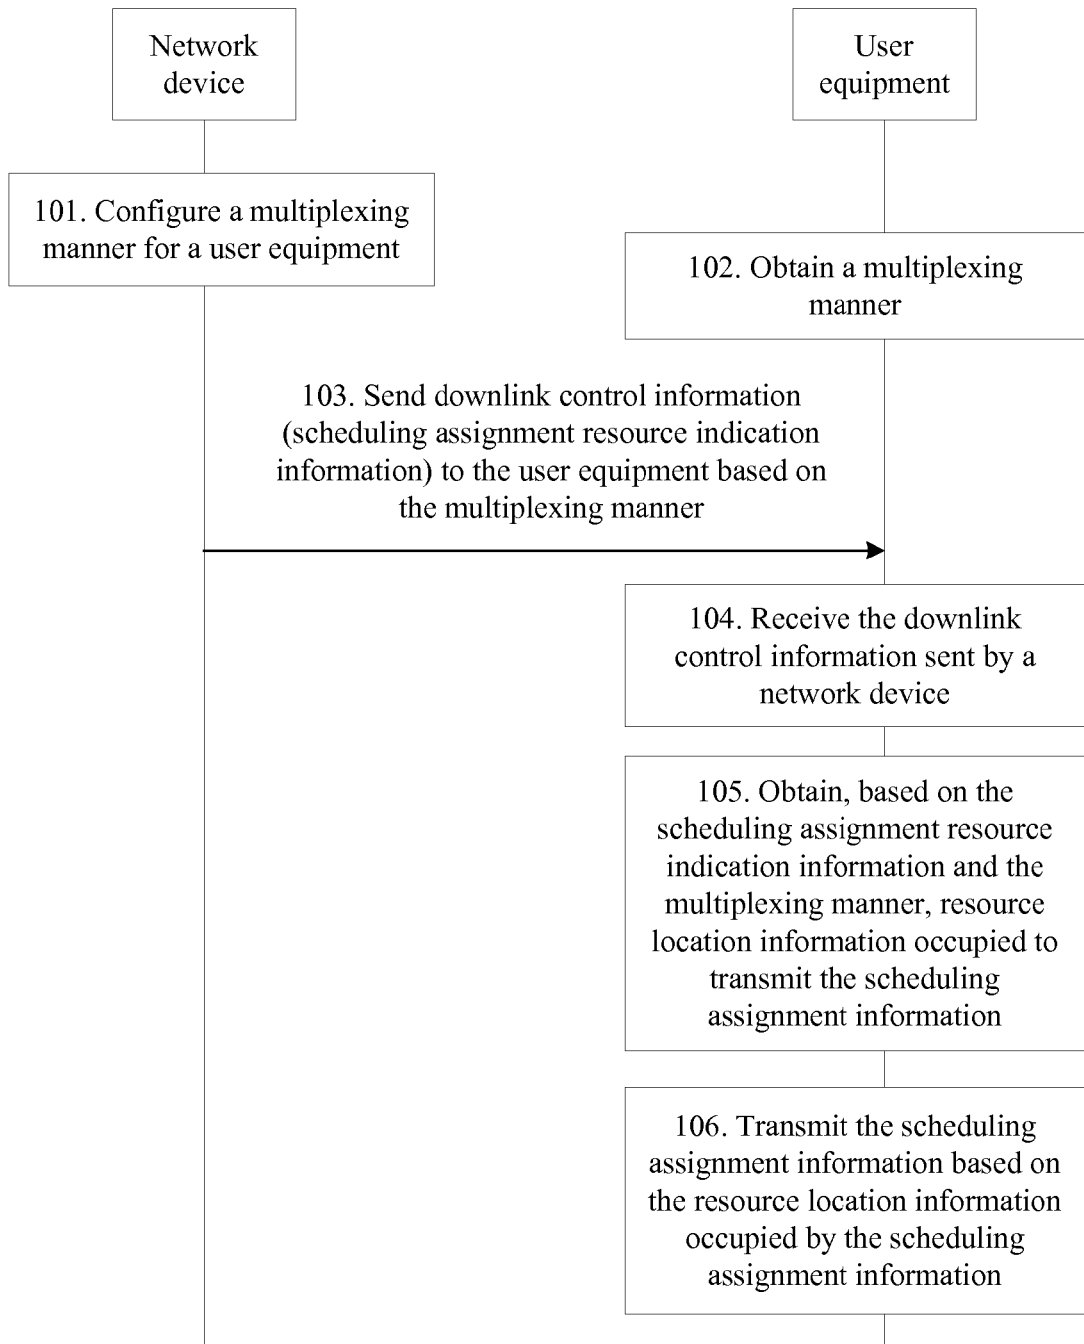 Network
device
User
equipment
101. Configure a multiplexing
manner for a user equipment
102. Obtain a multiplexing
manner
103. Send downlink control information
(scheduling assignment resource indication
information) to the user equipment based on
the multiplexing manner
104. Receive the downlink
control information sent by a
network device
105. Obtain, based on the
scheduling assignment resource
indication information and the
multiplexing manner, resource
location information occupied to
transmit the scheduling
assignment information
106. Transmit the scheduling
assignment information based on
the resource location information
occupied by the scheduling
assignment information